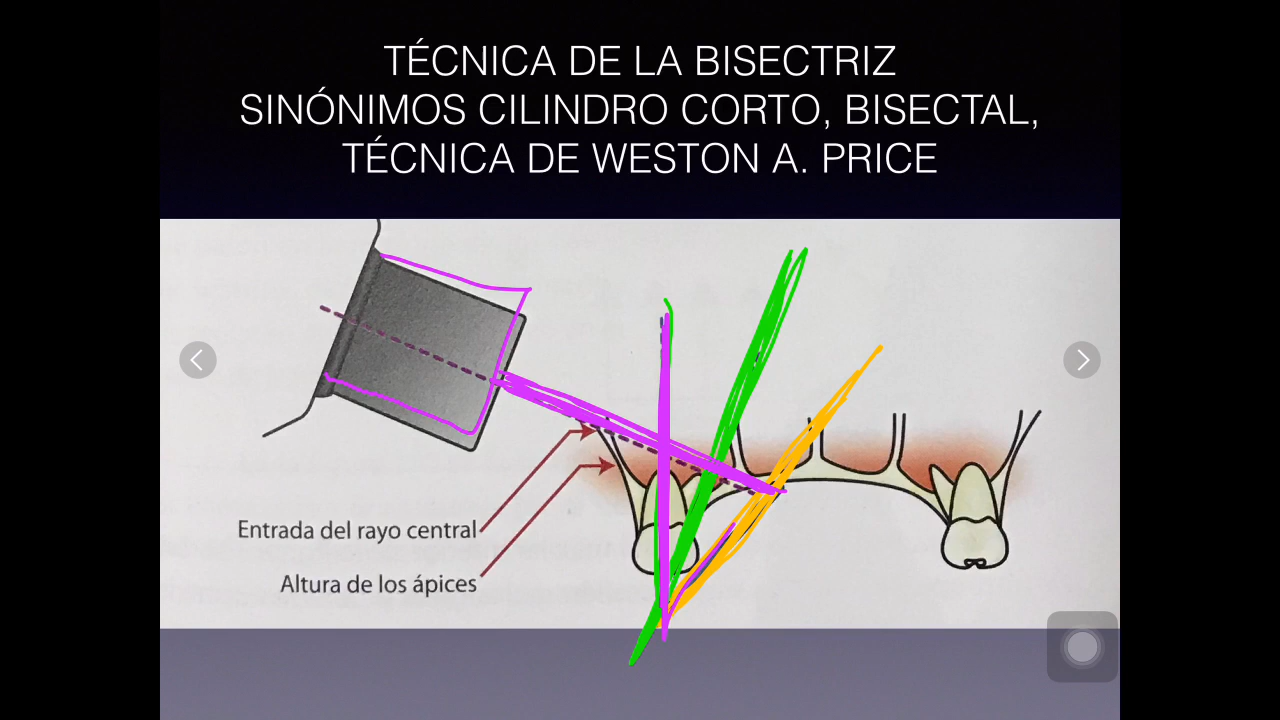 TÉCNICA DE LA BISECTRIZ
SINÓNIMOS CILINDRO CORTO, BISECTAL,
TÉCNICA DE WESTON A. PRICE
Entrada del rayo central
Altura de los ápices